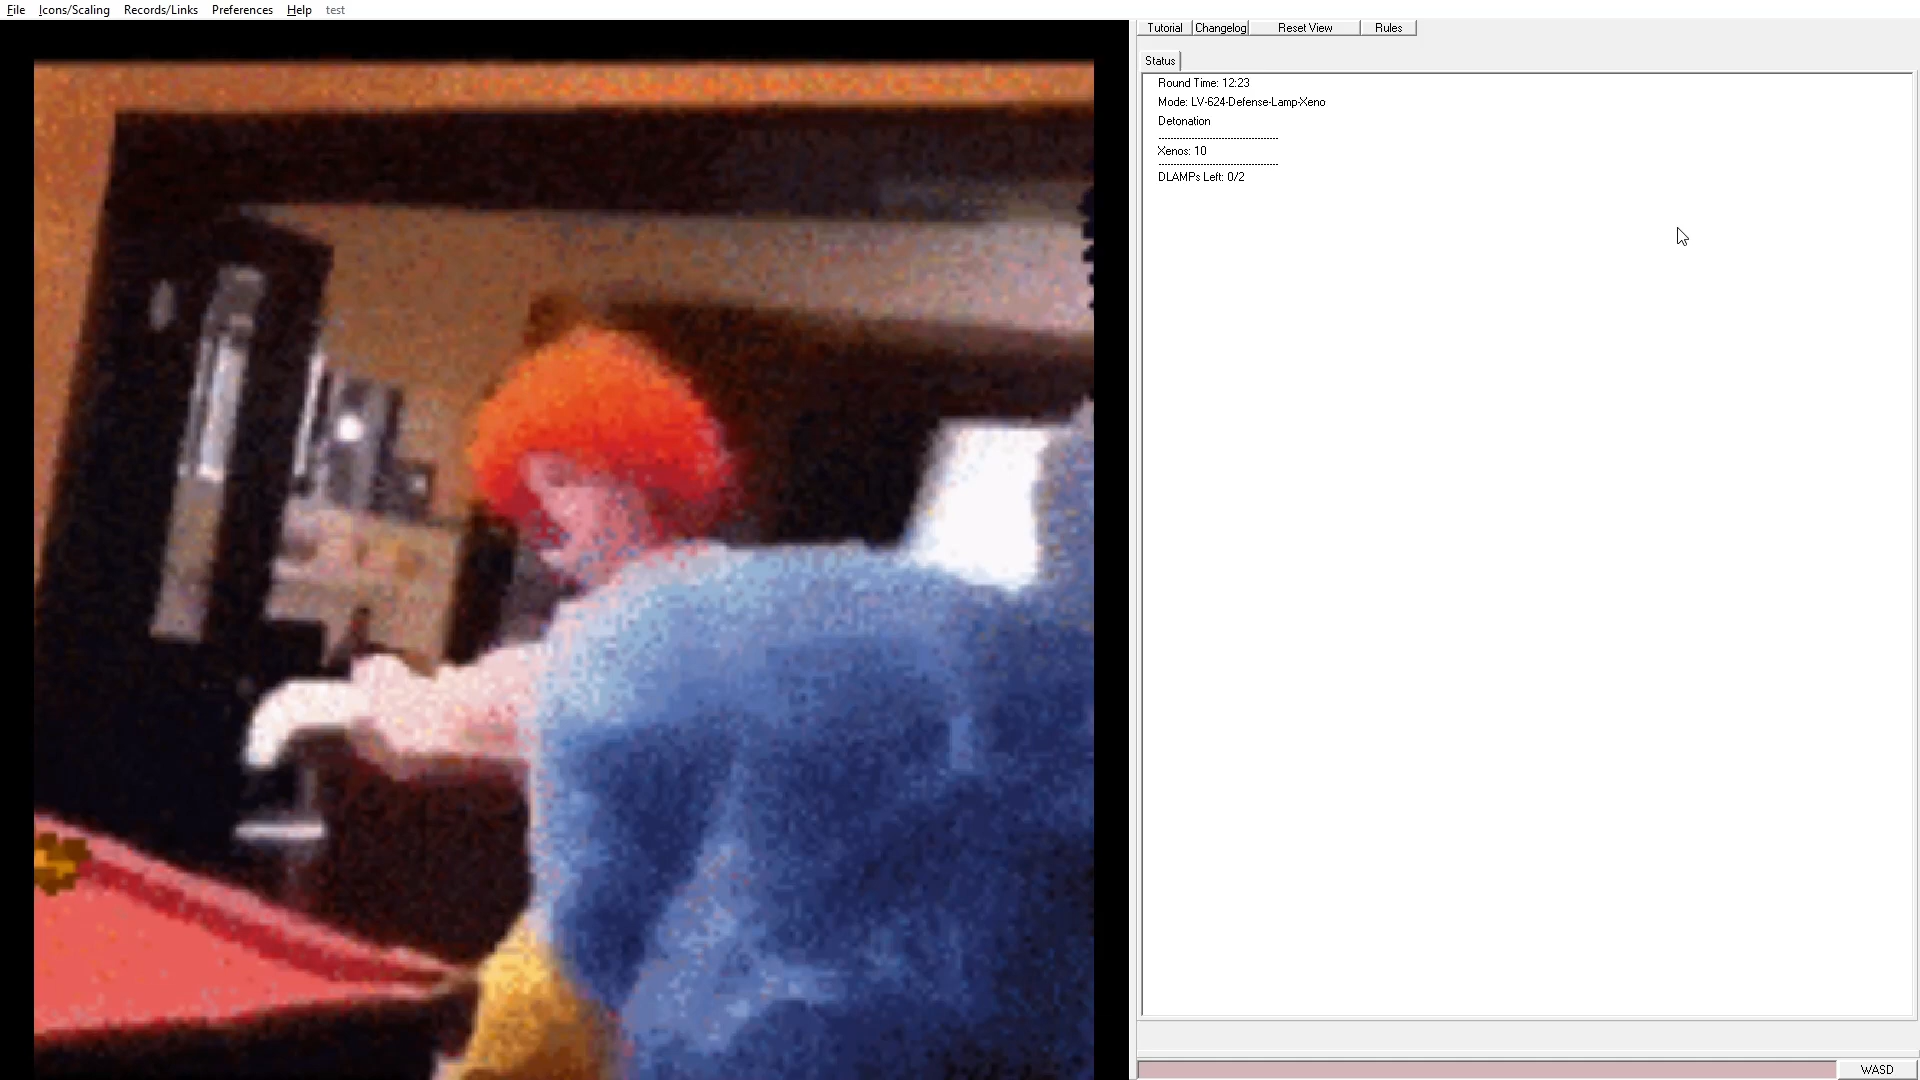 File Icons/Scaling Records/Links Preferences Help test
Tutorial Changelog Reset View Rules
Status
Round Time: 12:23
Mode: LV-624-Defense-Lamp-Xeno
Detonation
----------------------------------------
Xenos: 10
----------------------------------------
DLAMPs Left: 0/2
WASD